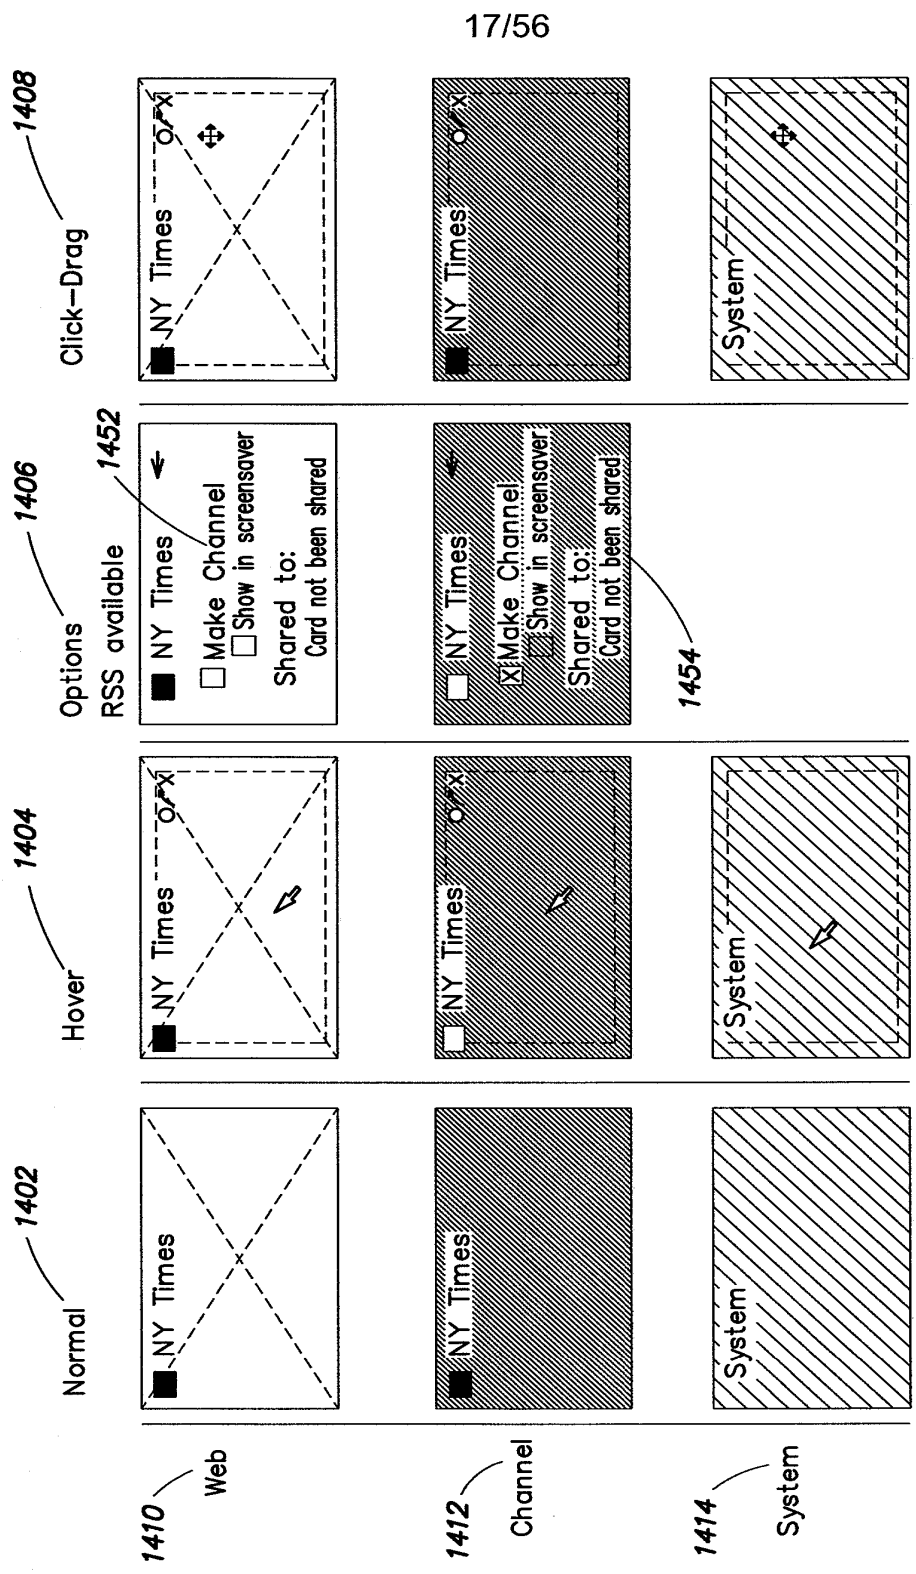 17/56
1402
1404
1406
1408
Normal
Hover
Options
RSS available
Click-Drag
1410
Web
NY Times
NY Times
X
NY Times
1452
Make Channel
Show in screensaver
Shared to:
Card not been shared
NY Times
X
1412
Channel
NY Times
NY Times
X
NY Times
X Make Channel
Show in screensaver
Shared to:
Card not been shared
1454
NY Times
X
1414
System
System
System
System